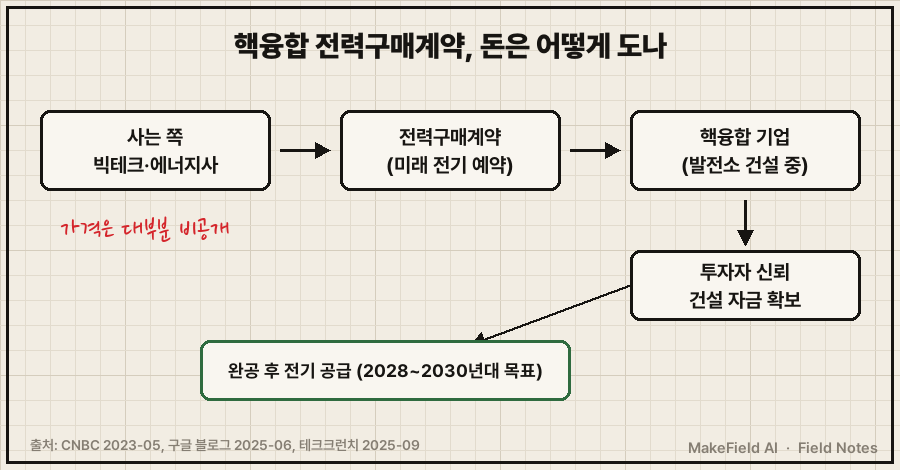 핵융합 전력구매계약, 돈은 어떻게 도나
사는 쪽
빅테크·에너지사
전력구매계약
(미래 전기 예약)
핵융합 기업
(발전소 건설 중)
가격은 대부분 비공개
투자자 신뢰
건설 자금 확보
완공 후 전기 공급 (2028~2030년대 목표)
출처: CNBC 2023-05, 구글 블로그 2025-06, 테크크런치 2025-09
MakeField AI · Field Notes